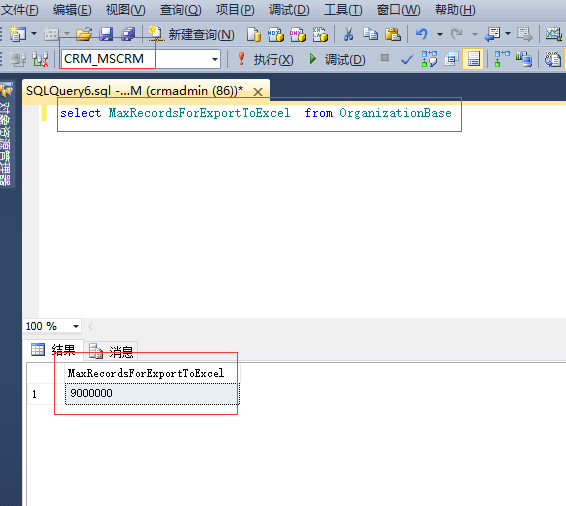 文件(F) 编辑(E) 视图(V) 查询(Q) 项目(P) 调试(D) 工具(T) 窗口(W) 帮助(H)
新建查询(N) MDX DMX
CRM_MSCRM 执行(X) 调试(D)
SQLQuery6.sql -...M (crmadmin (86))*
对象资源管理器
select MaxRecordsForExportToExcel from OrganizationBase
100 %
结果 消息
MaxRecordsForExportToExcel
1 9000000